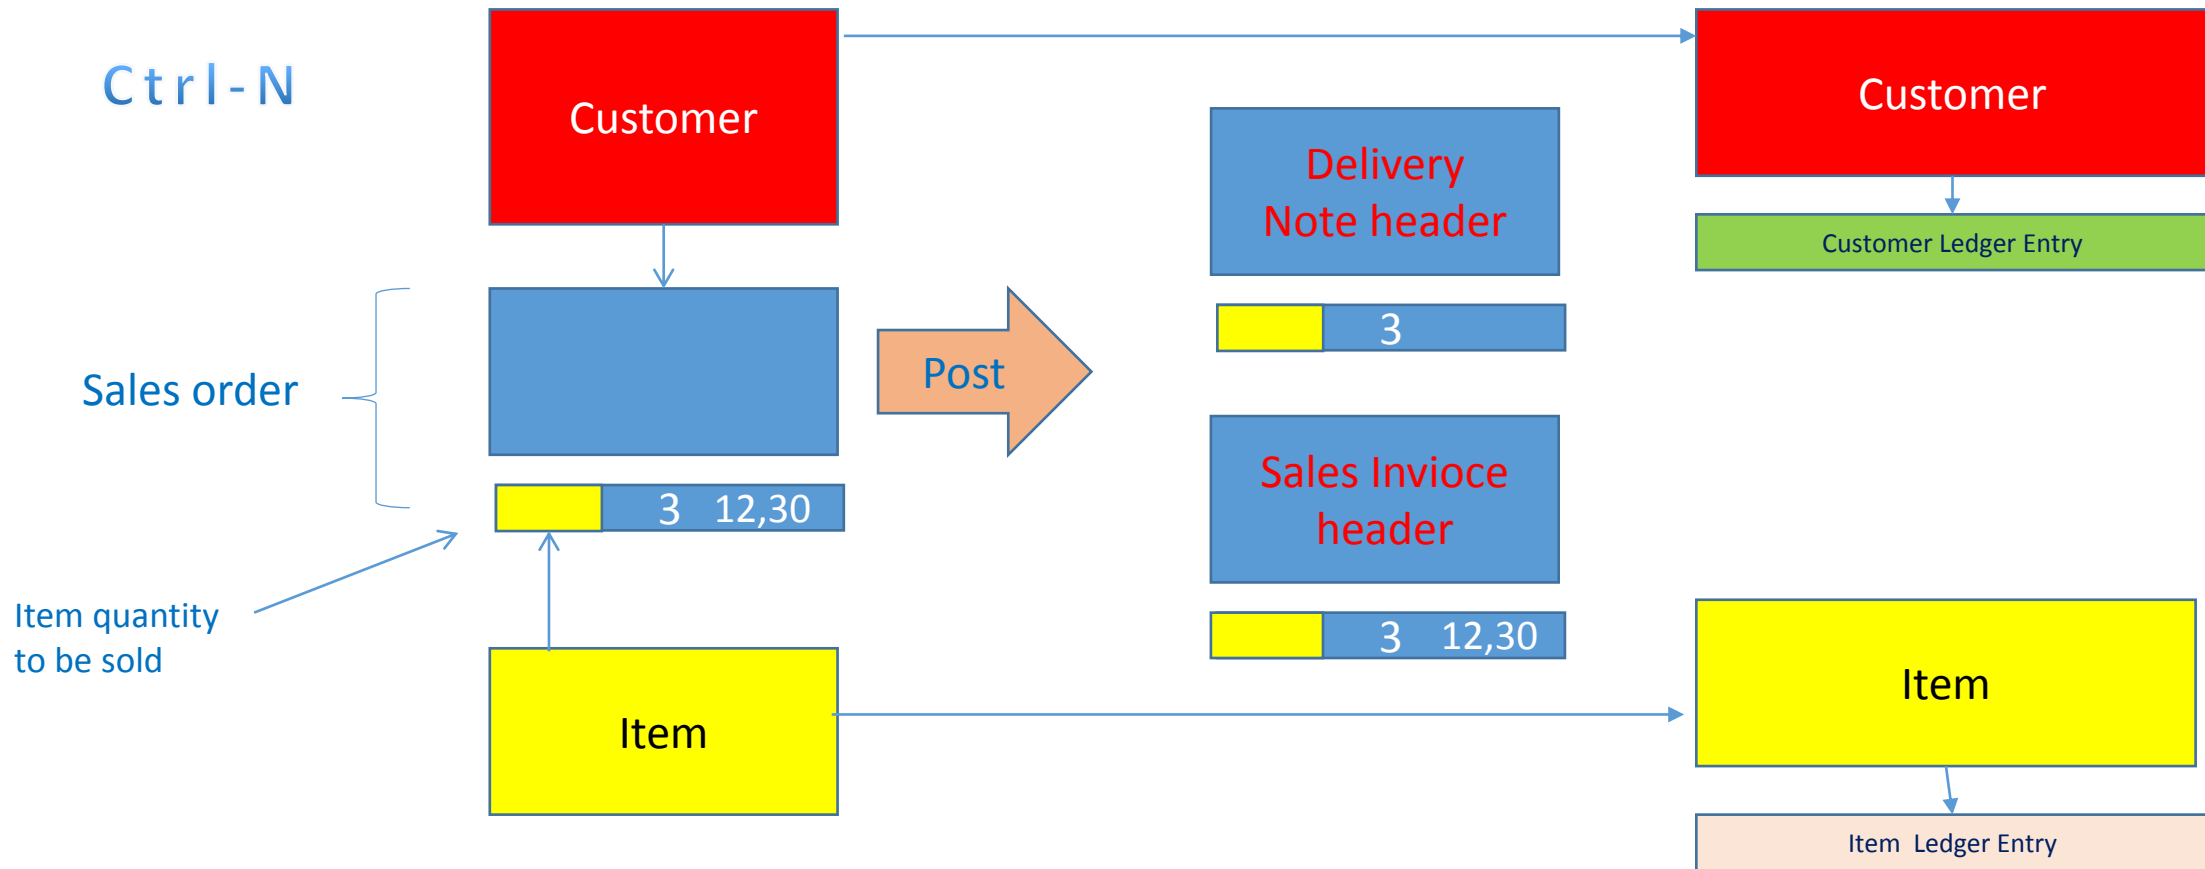 Ctrl-N
Customer
Sales order
3 12,30
Item quantity
to be sold
Item
Post
Delivery
Note header
3
Sales Invioce
header
3 12,30
Customer
Customer Ledger Entry
Item
Item Ledger Entry